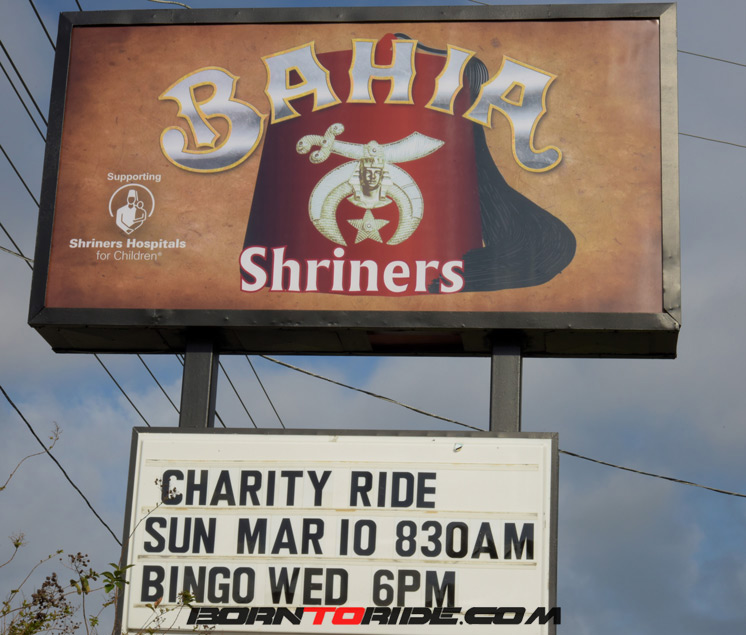 BAHIA
Supporting
Shriners Hospitals
for Children®
Shriners
CHARITY RIDE
SUN MAR 10 830AM
BINGO WED 6PM
BORNTORIDE.COM